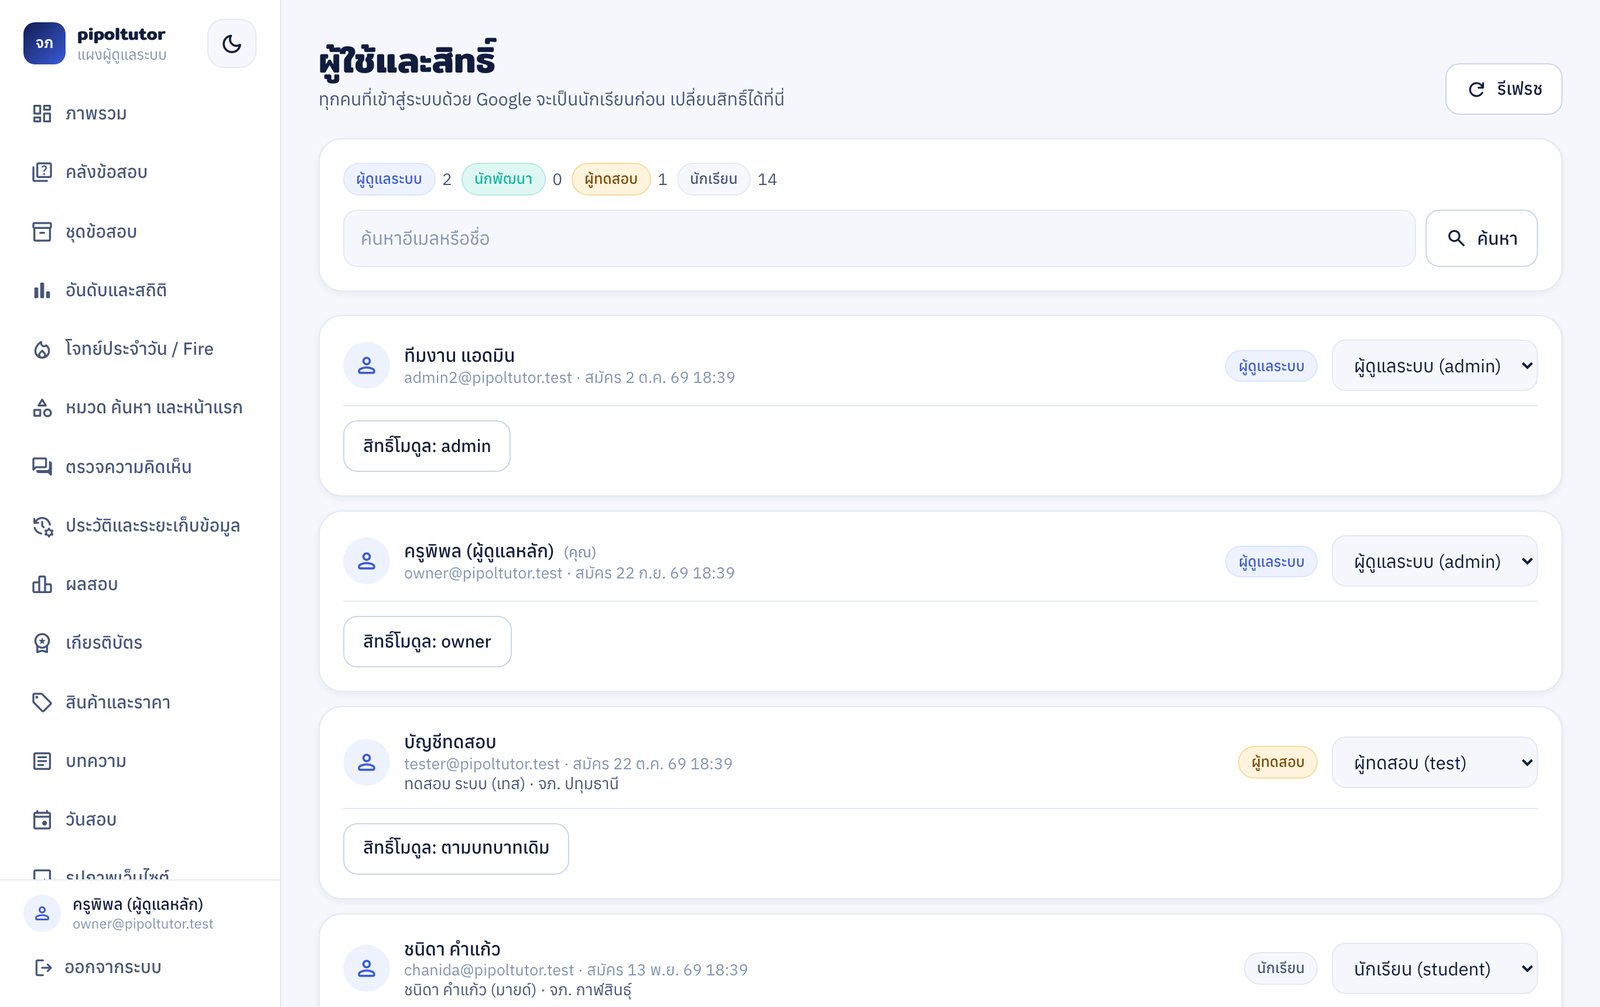 จภ
pipoltutor
แผงผู้ดูแลระบบ
ภาพรวม
คลังข้อสอบ
ชุดข้อสอบ
อันดับและสถิติ
โจทย์ประจำวัน / Fire
หมวด ค้นหา และหน้าแรก
ตรวจความคิดเห็น
ประวัติและระยะเก็บข้อมูล
ผลสอบ
เกียรติบัตร
สินค้าและราคา
บทความ
วันสอบ
รูปภาพเว็บไซต์
ครูพิพล (ผู้ดูแลหลัก)
owner@pipoltutor.test
ออกจากระบบ
ผู้ใช้และสิทธิ์
ทุกคนที่เข้าสู่ระบบด้วย Google จะเป็นนักเรียนก่อน เปลี่ยนสิทธิ์ได้ที่นี่
รีเฟรช
ผู้ดูแลระบบ 2 นักพัฒนา 0 ผู้ทดสอบ 1 นักเรียน 14
ค้นหาอีเมลหรือชื่อ
ค้นหา
ทีมงาน แอดมิน
admin2@pipoltutor.test · สมัคร 2 ต.ค. 69 18:39
ผู้ดูแลระบบ
ผู้ดูแลระบบ (admin)
สิทธิ์โมดูล: admin
ครูพิพล (ผู้ดูแลหลัก) (คุณ)
owner@pipoltutor.test · สมัคร 22 ก.ย. 69 18:39
ผู้ดูแลระบบ
ผู้ดูแลระบบ (admin)
สิทธิ์โมดูล: owner
บัญชีทดสอบ
tester@pipoltutor.test · สมัคร 22 ต.ค. 69 18:39
ทดสอบ ระบบ (เทส) · จภ. ปทุมธานี
ผู้ทดสอบ
ผู้ทดสอบ (test)
สิทธิ์โมดูล: ตามบทบาทเดิม
ชนิดา คำแก้ว
chanida@pipoltutor.test · สมัคร 13 พ.ย. 69 18:39
ชนิดา คำแก้ว (มายด์) · จภ. กาฬสินธุ์
นักเรียน
นักเรียน (student)